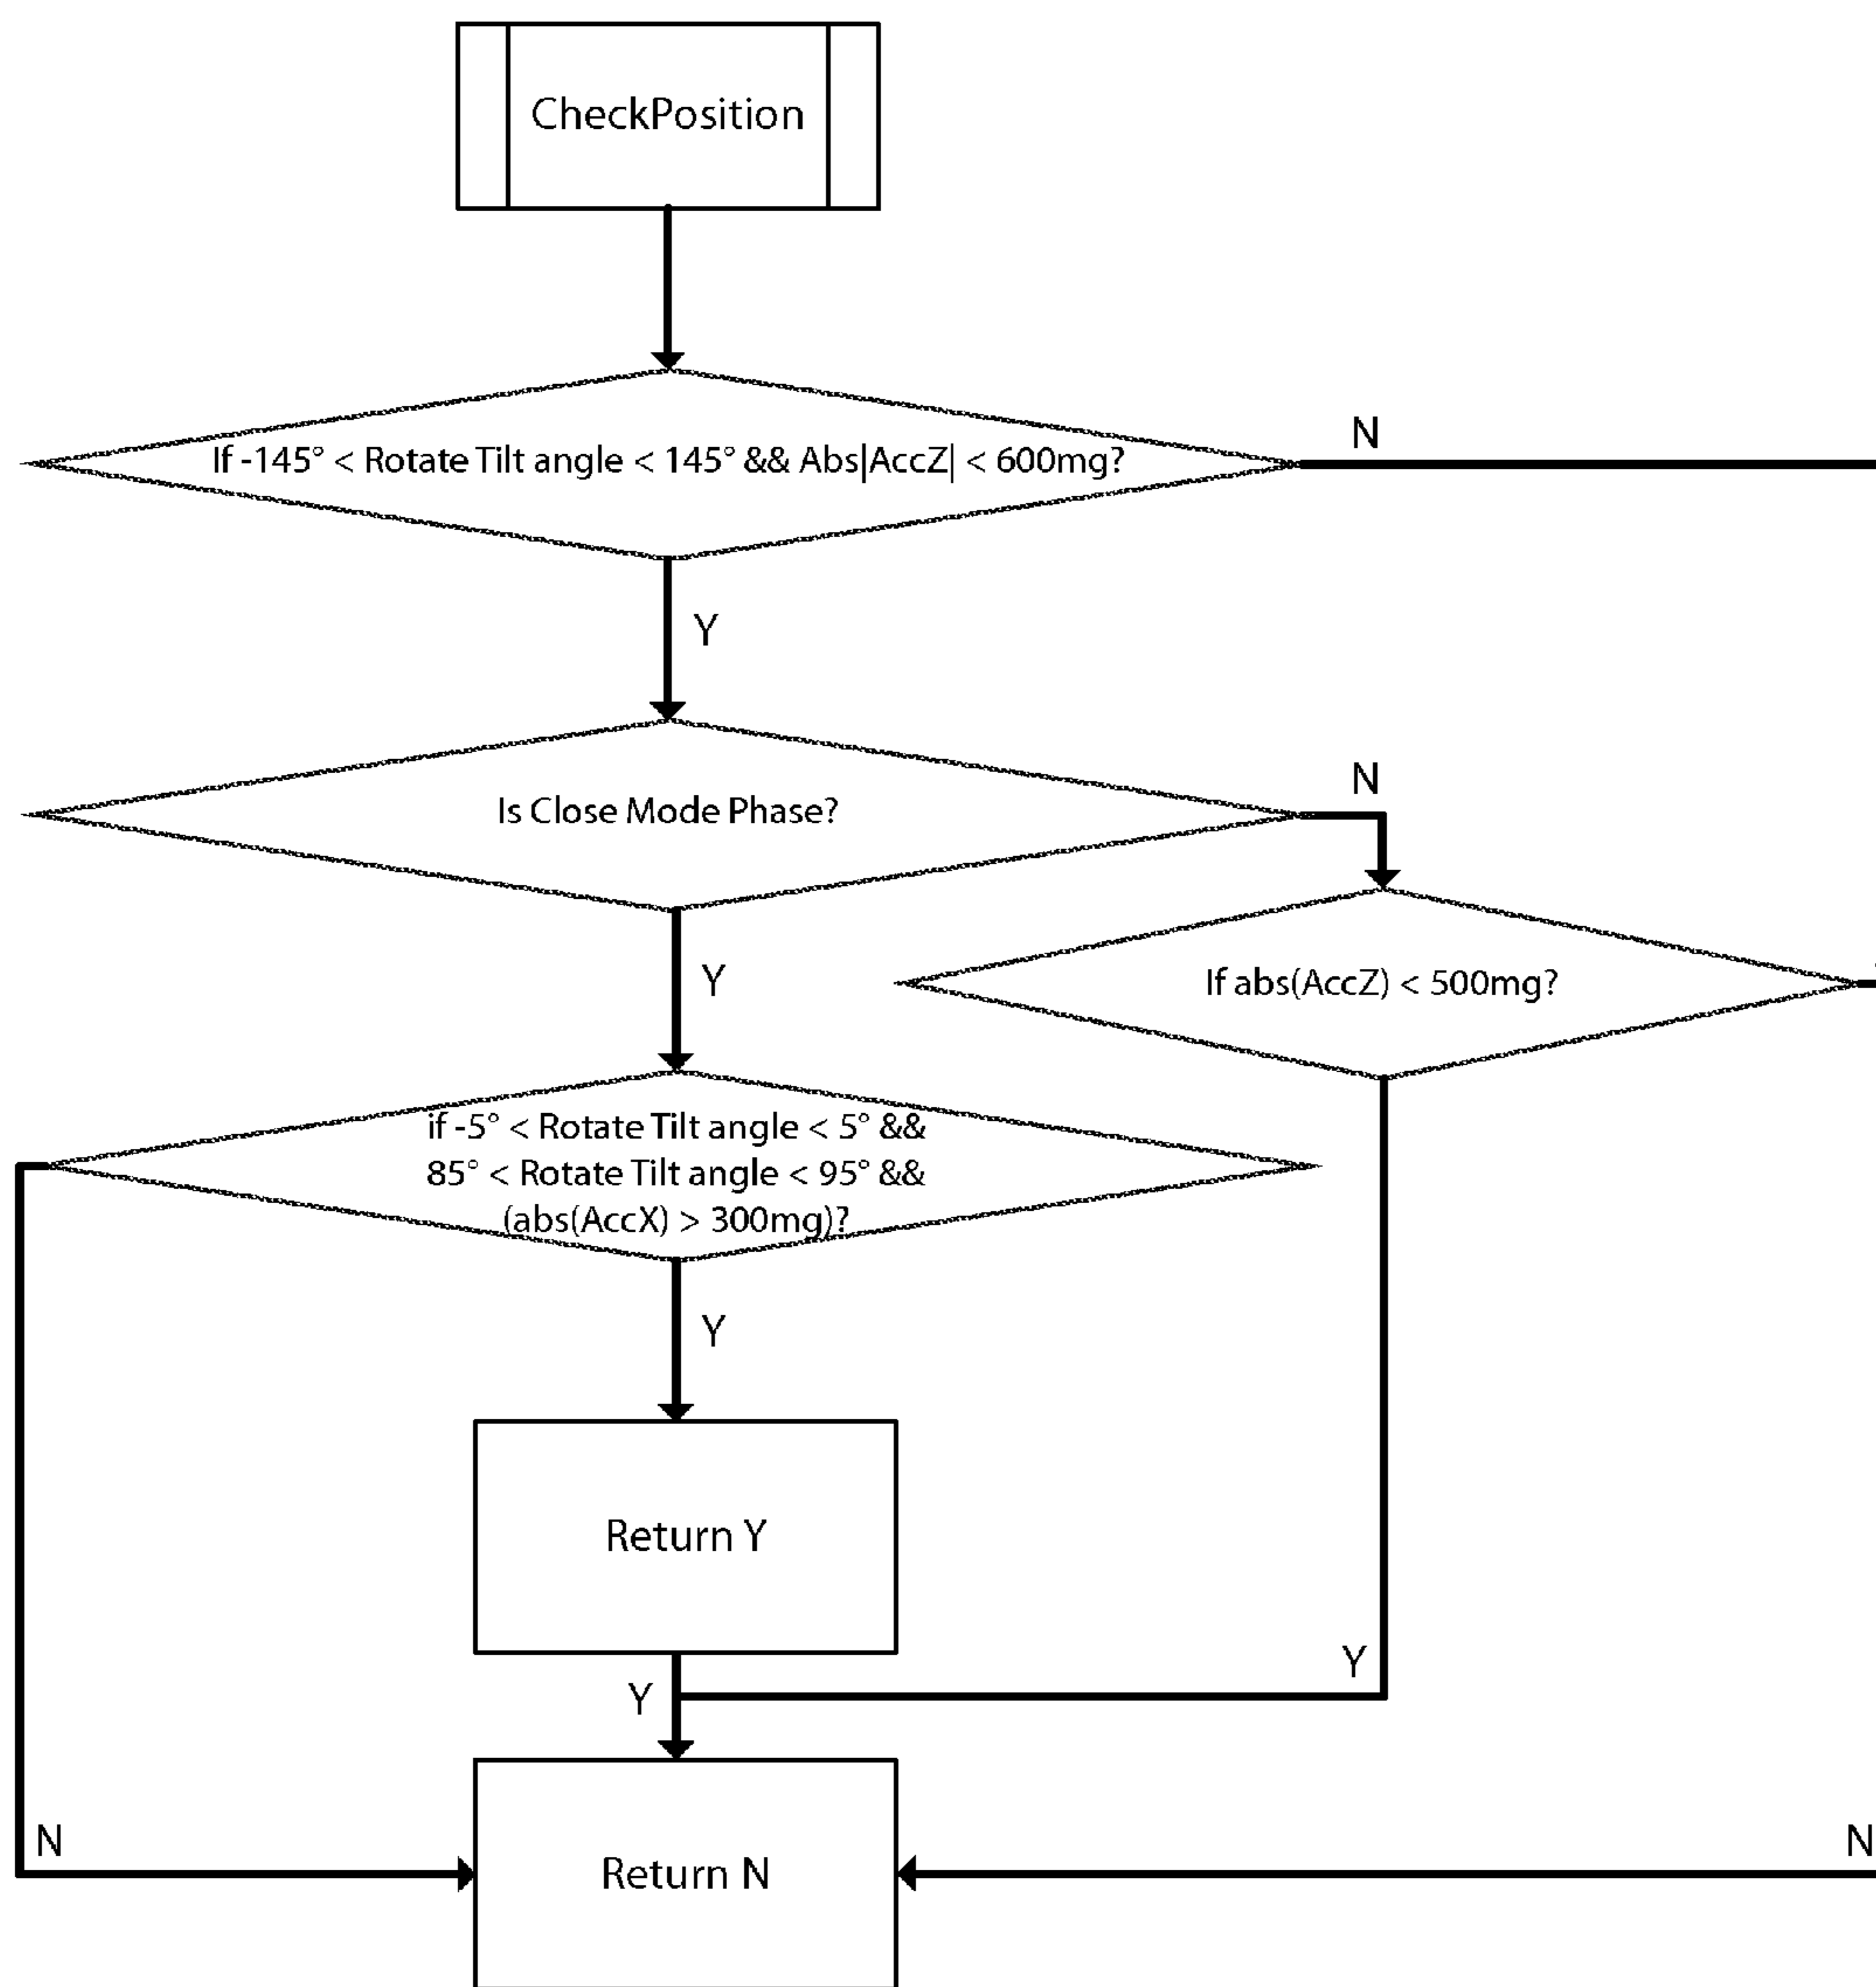 CheckPosition
If -145° < Rotate Tilt angle < 145° && Abs|AccZ| < 600mg?
N
Y
Is Close Mode Phase?
N
Y
If abs(AccZ) < 500mg?
if -5° < Rotate Tilt angle < 5° &&
85° < Rotate Tilt angle < 95° &&
(abs(AccX) > 300mg)?
Y
Return Y
Y
Y
N
Return N
N